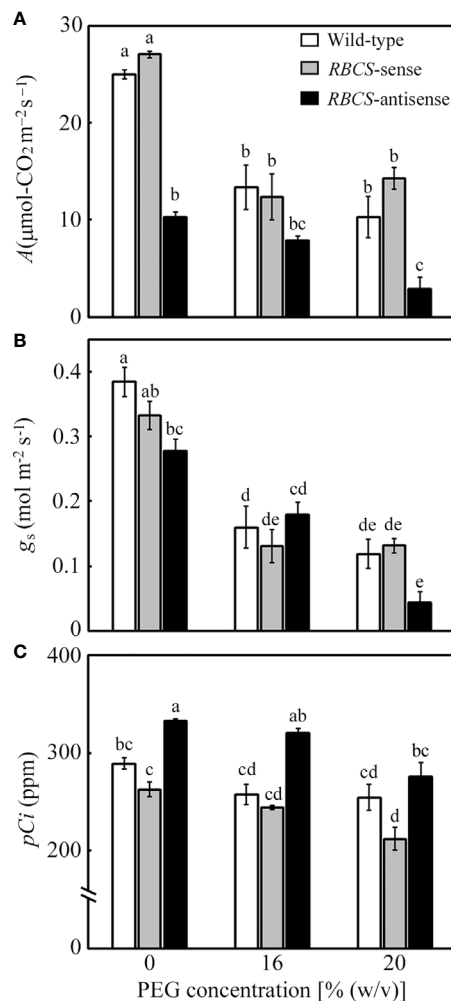 A
Wild-type
RBCS-sense
RBCS-antisense
A(μmol-CO₂ m⁻² s⁻¹)
30
20
10
0
a
a
b
b
b
bc
b
b
c
B
gₛ (mol m⁻² s⁻¹)
0.4
0.3
0.2
0.1
0
a
ab
bc
d
de
cd
de
de
e
C
pCi (ppm)
400
300
200
0
bc
c
a
cd
cd
ab
cd
d
bc
0
16
20
PEG concentration [% (w/v)]